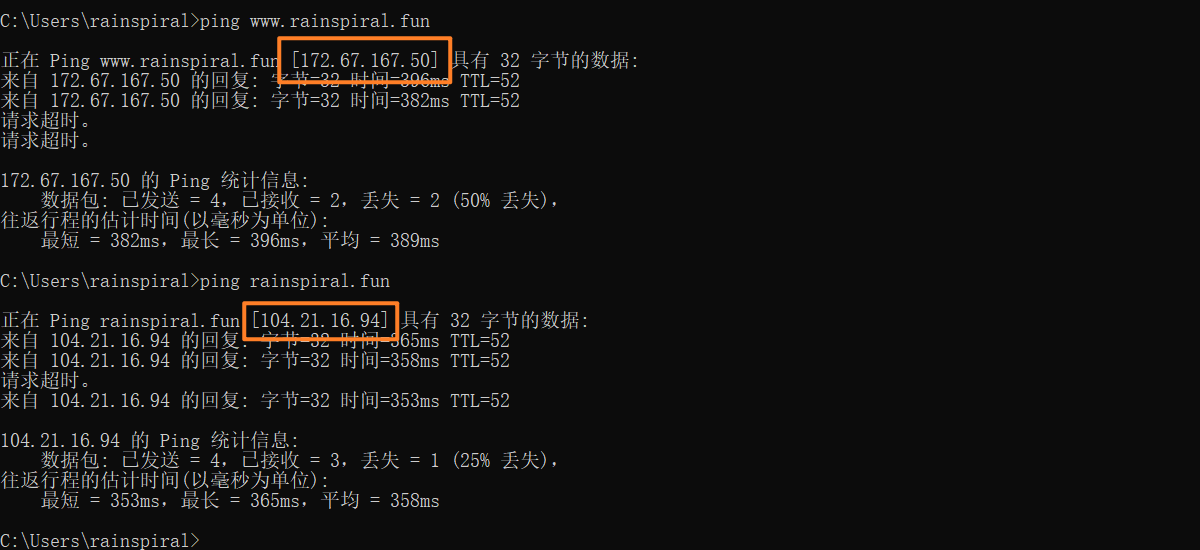 C:\Users\rainspiral>ping www.rainspiral.fun
正在 Ping www.rainspiral.fun [172.67.167.50] 具有 32 字节的数据:
来自 172.67.167.50 的回复: 字节=32 时间=396ms TTL=52
来自 172.67.167.50 的回复: 字节=32 时间=382ms TTL=52
请求超时。
请求超时。
172.67.167.50 的 Ping 统计信息:
数据包: 已发送 = 4，已接收 = 2，丢失 = 2 (50% 丢失)，
往返行程的估计时间(以毫秒为单位):
最短 = 382ms，最长 = 396ms，平均 = 389ms
C:\Users\rainspiral>ping rainspiral.fun
正在 Ping rainspiral.fun [104.21.16.94] 具有 32 字节的数据:
来自 104.21.16.94 的回复: 字节=32 时间=365ms TTL=52
来自 104.21.16.94 的回复: 字节=32 时间=358ms TTL=52
请求超时。
来自 104.21.16.94 的回复: 字节=32 时间=353ms TTL=52
104.21.16.94 的 Ping 统计信息:
数据包: 已发送 = 4，已接收 = 3，丢失 = 1 (25% 丢失)，
往返行程的估计时间(以毫秒为单位):
最短 = 353ms，最长 = 365ms，平均 = 358ms
C:\Users\rainspiral>